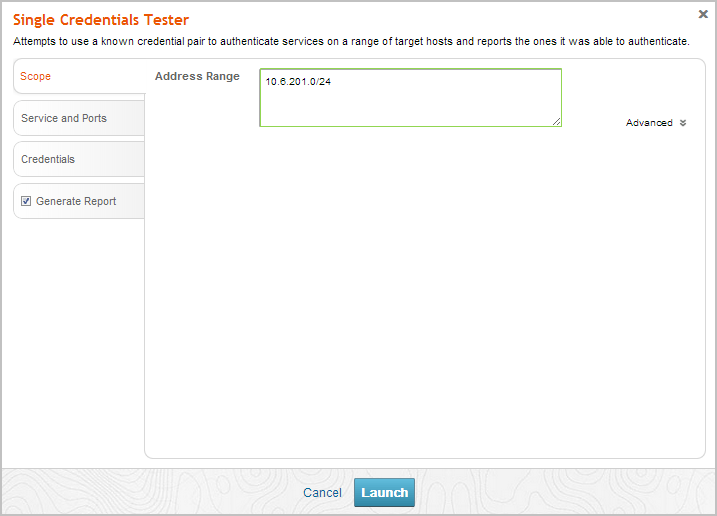 Single Credentials Tester
Attempts to use a known credential pair to authenticate services on a range of target hosts and reports the ones it was able to authenticate.
Scope
Address Range
10.6.201.0/24
Advanced
Service and Ports
Credentials
Generate Report
Cancel
Launch